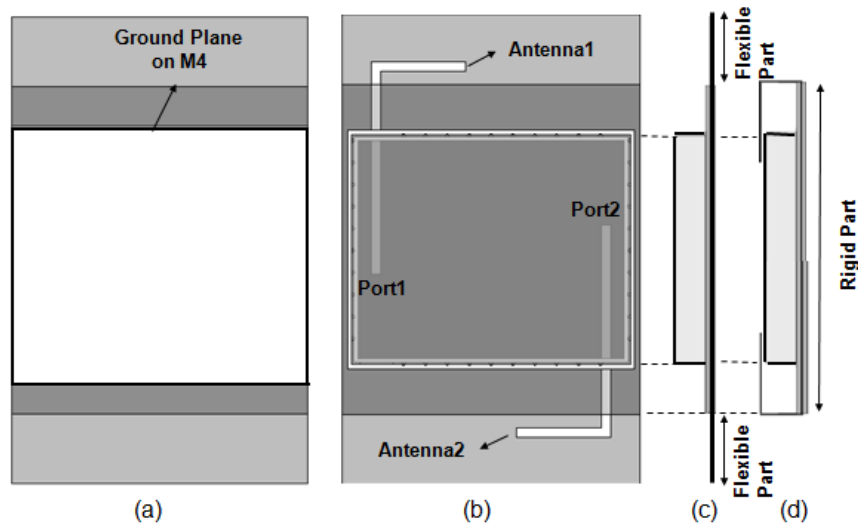 Ground Plane
on M4
Antenna1
Port2
Port1
Antenna2
Flexible
Part
Rigid Part
Flexible
Part
(a)
(b)
(c)
(d)